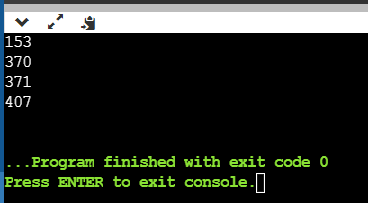 153
370
371
407
...Program finished with exit code 0
Press ENTER to exit console.